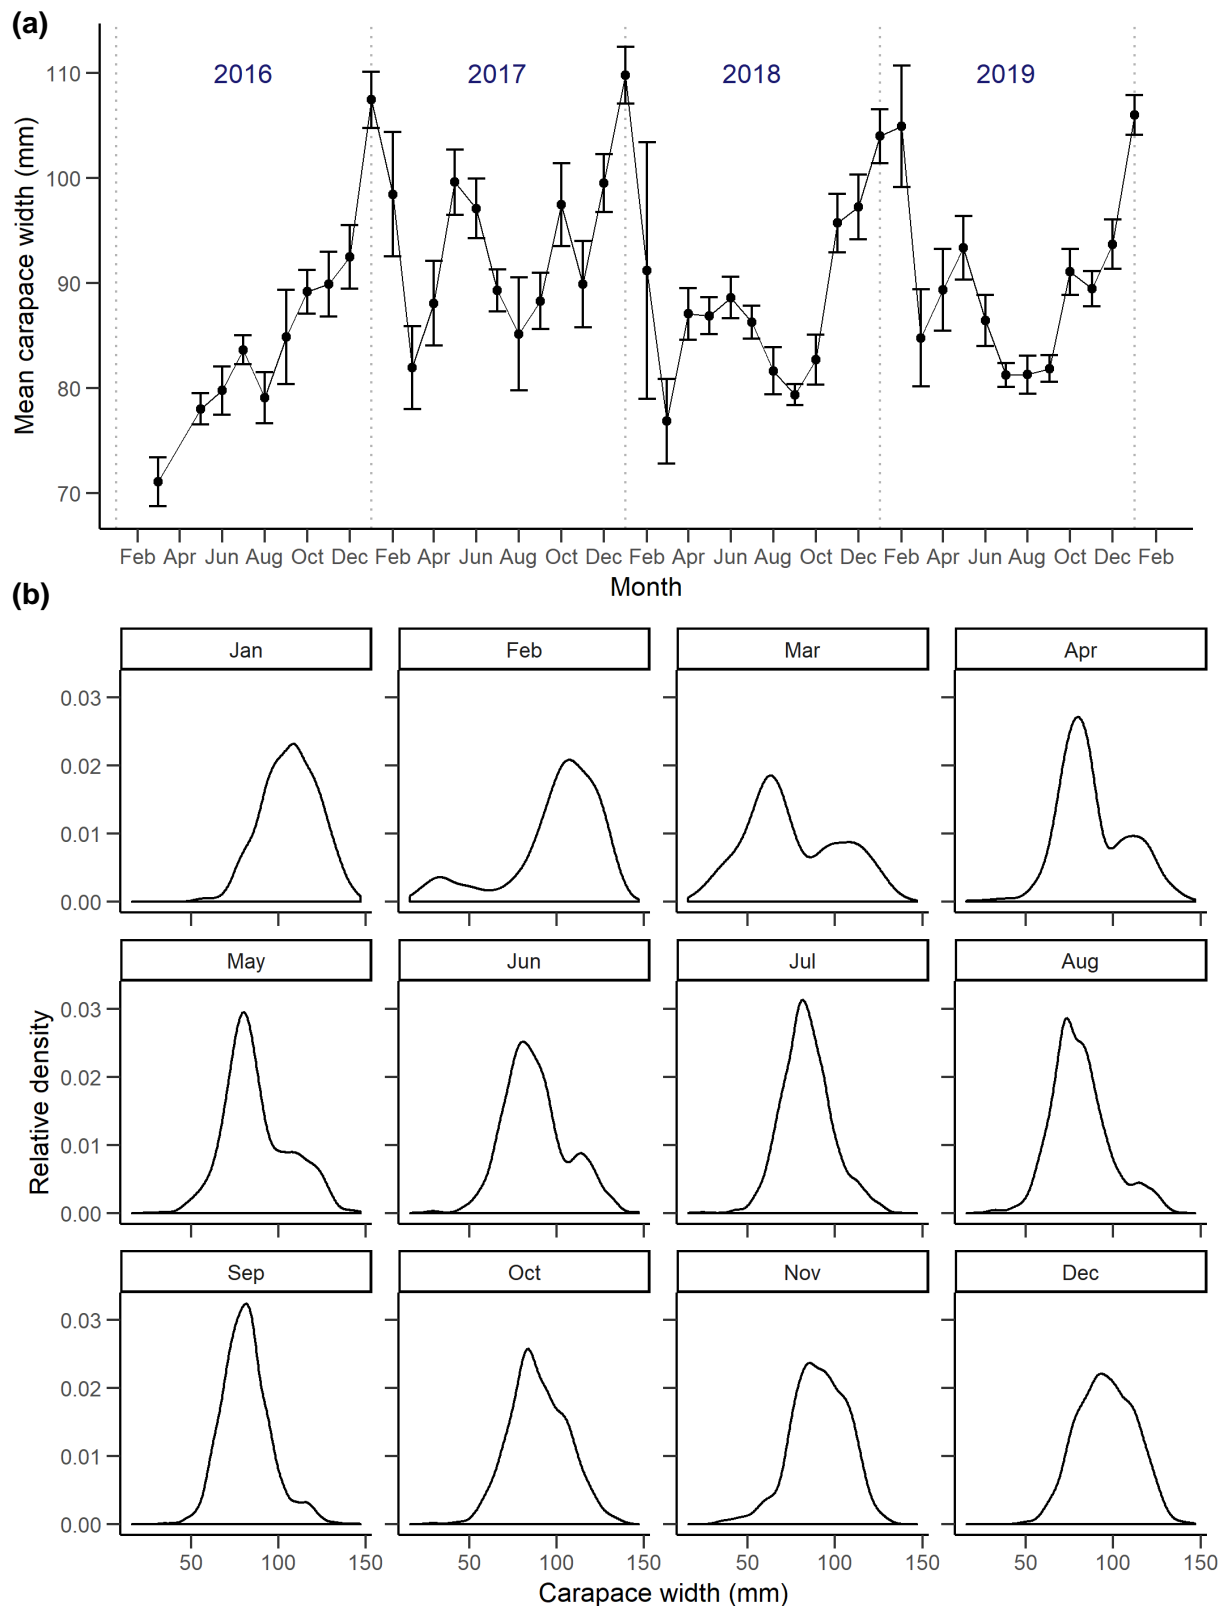 (a)
2016 2017 2018 2019
Mean carapace width (mm)
110
100
90
80
70
Feb Apr Jun Aug Oct Dec Feb Apr Jun Aug Oct Dec Feb Apr Jun Aug Oct Dec Feb Apr Jun Aug Oct Dec Feb
Month
(b)
Jan Feb Mar Apr
0.03
0.02
0.01
0.00
May Jun Jul Aug
0.03
0.02
0.01
0.00
Relative density
Sep Oct Nov Dec
0.03
0.02
0.01
0.00
50 100 150 50 100 150 50 100 150 50 100 150
Carapace width (mm)